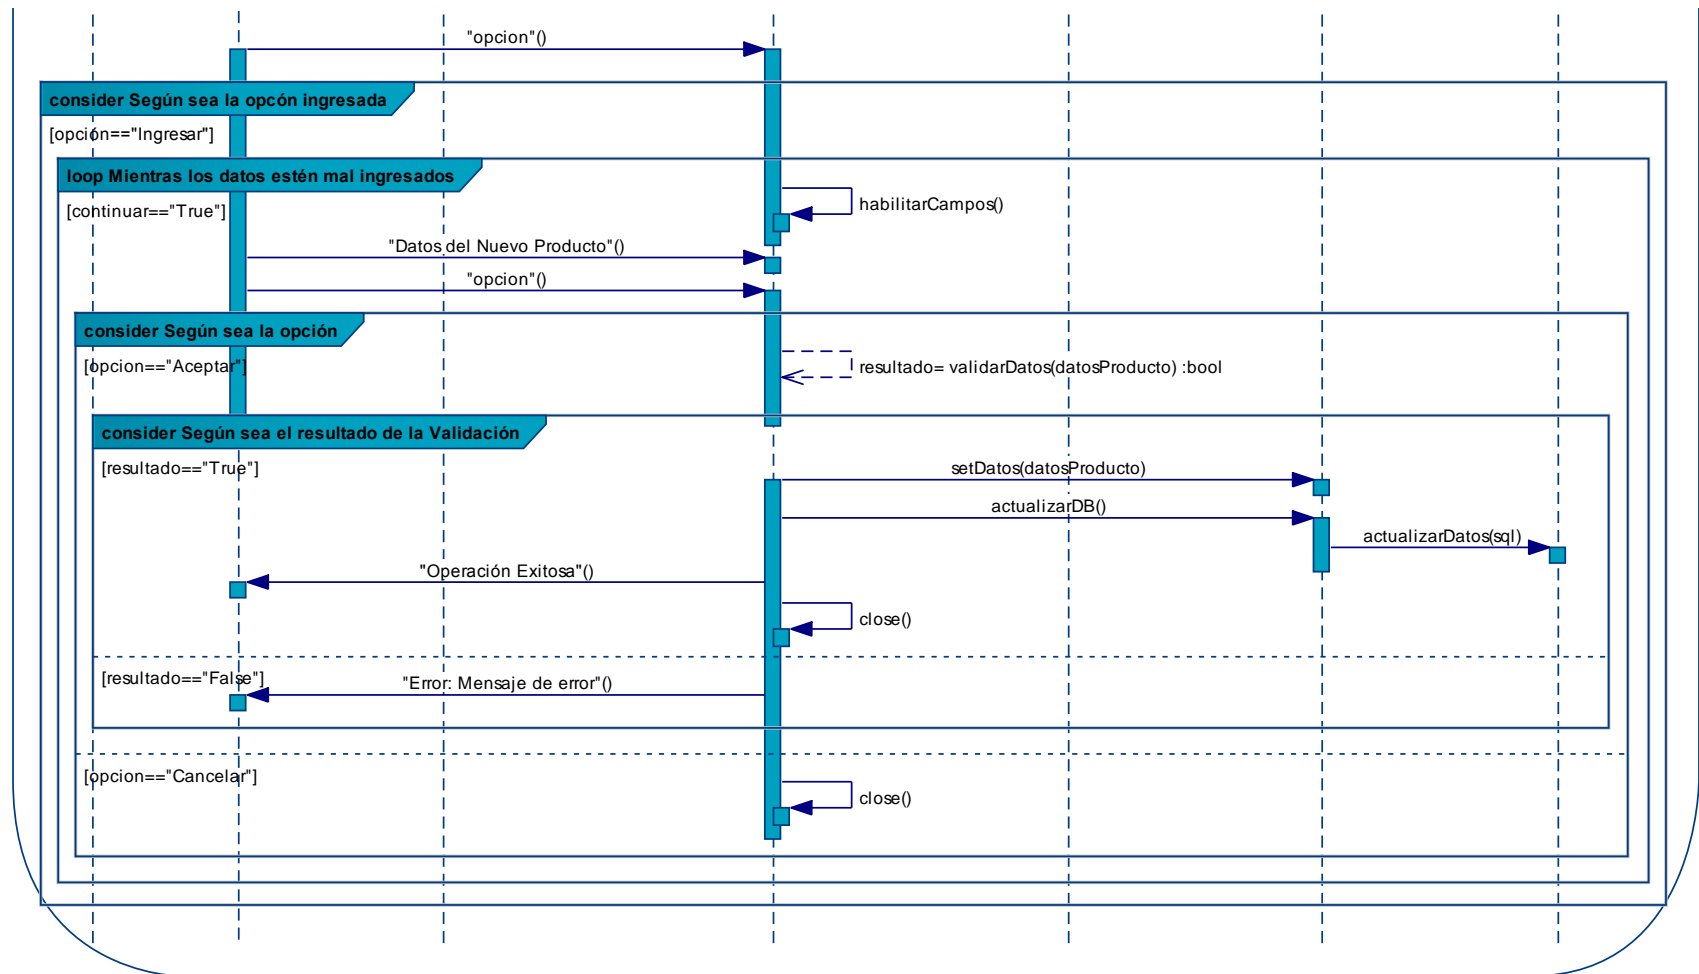 "opcion"()
consider Según sea la opcón ingresada
[opción=="Ingresar"]
loop Mientras los datos estén mal ingresados
[continuar=="True"]
habilitarCampos()
"Datos del Nuevo Producto"()
"opcion"()
consider Según sea la opción
[opcion=="Aceptar"]
resultado= validarDatos(datosProducto) :bool
consider Según sea el resultado de la Validación
[resultado=="True"]
setDatos(datosProducto)
actualizarDB()
actualizarDatos(sql)
"Operación Exitosa"()
close()
[resultado=="False"]
"Error: Mensaje de error"()
[opcion=="Cancelar"]
close()